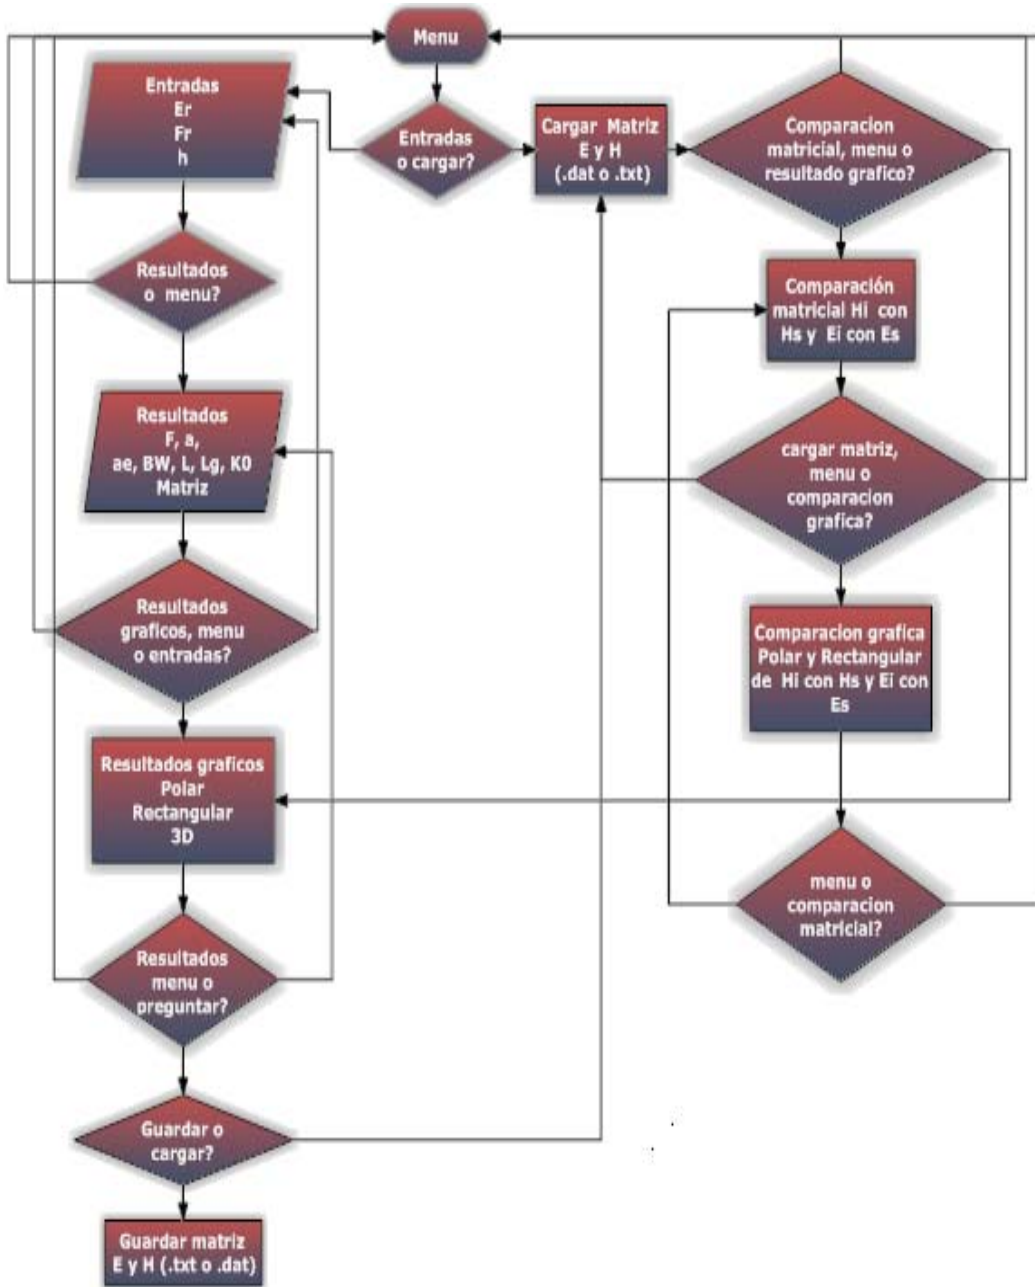 Menu
Entradas
Er
Fr
h
Entradas
o cargar?
Cargar Matriz
E y H
(.dat o .txt)
Comparacion
matricial, menu o
resultado grafico?
Resultados
o menu?
Comparación
matricial Hi con
Hs y Ei con Es
Resultados
F, a,
ae, BW, L, Lg, K0
Matriz
cargar matriz,
menu o
comparacion
grafica?
Resultados
graficos, menu
o entradas?
Comparacion grafica
Polar y Rectangular
de Hi con Hs y Ei con
Es
Resultados graficos
Polar
Rectangular
3D
menu o
comparacion
matricial?
Resultados
menu o
preguntar?
Guardar o
cargar?
Guardar matriz
E y H (.txt o .dat)